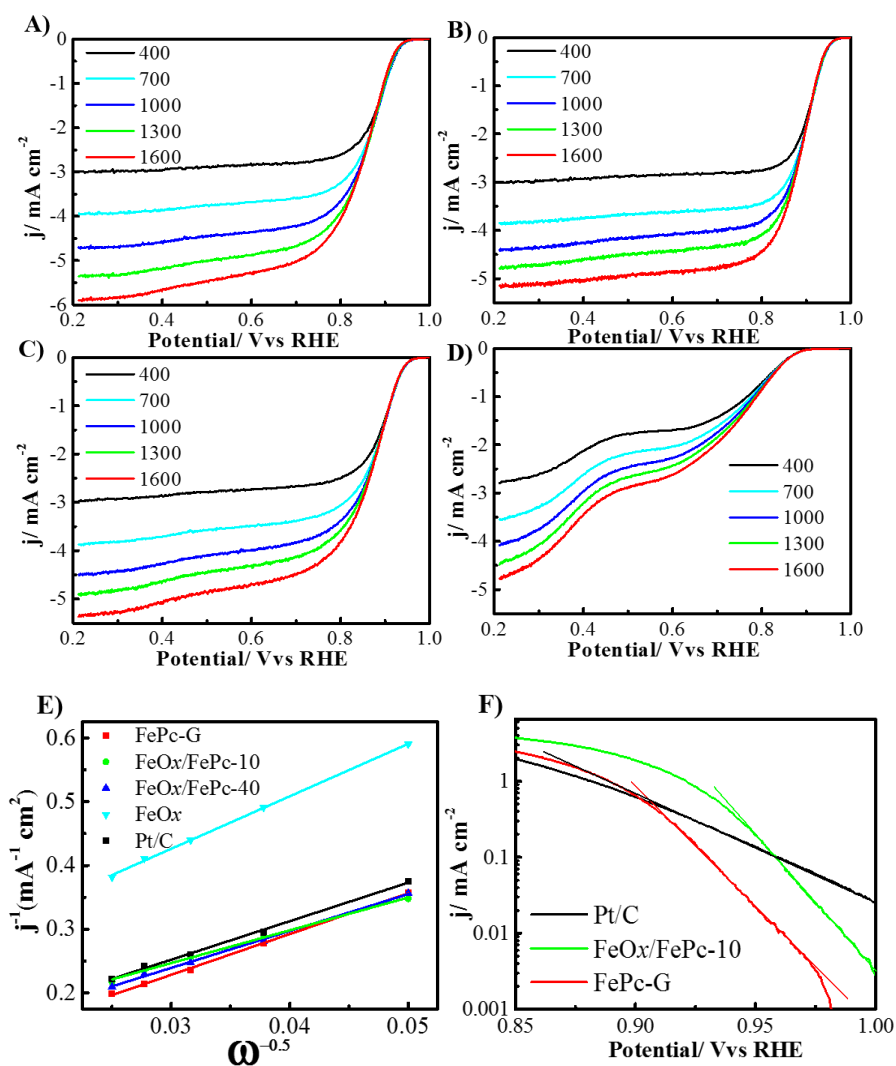 A)
0
-1
-2
-3
-4
-5
-6
j/ mA cm-2
400
700
1000
1300
1600
0.2 0.4 0.6 0.8 1.0
Potential/ Vvs RHE
B)
0
-1
-2
-3
-4
-5
j/ mA cm-2
400
700
1000
1300
1600
0.2 0.4 0.6 0.8 1.0
Potential/ Vvs RHE
C)
0
-1
-2
-3
-4
-5
j/ mA cm-2
400
700
1000
1300
1600
0.2 0.4 0.6 0.8 1.0
Potential/ Vvs RHE
D)
0
-1
-2
-3
-4
-5
j/ mA cm-2
400
700
1000
1300
1600
0.2 0.4 0.6 0.8 1.0
Potential/ Vvs RHE
E)
0.6
0.5
0.4
0.3
0.2
j-1(mA-1 cm2)
FePc-G
FeOx/FePc-10
FeOx/FePc-40
FeOx
Pt/C
0.03 0.04 0.05
ω-0.5
F)
1
0.1
0.01
0.001
j/ mA cm-2
Pt/C
FeOx/FePc-10
FePc-G
0.85 0.90 0.95 1.00
Potential/ Vvs RHE